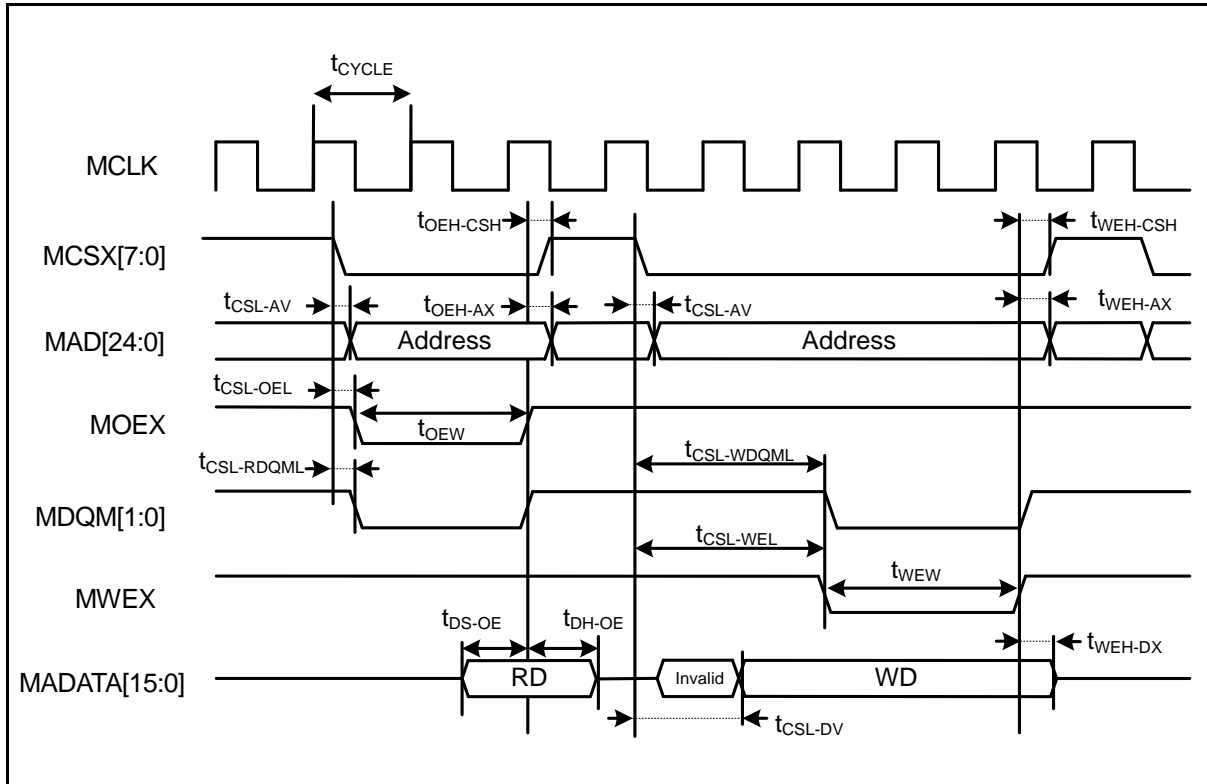 tCYCLE
MCLK
tOEH-CSH
tWEH-CSH
MCSX[7:0]
tCSL-AV
tOEH-AX
tCSL-AV
tWEH-AX
MAD[24:0]
Address
Address
tCSL-OEL
MOEX
tOEW
tCSL-WDQML
tCSL-RDQML
MDQM[1:0]
tCSL-WEL
tWEW
MWEX
tDS-OE
tDH-OE
tWEH-DX
MADATA[15:0]
RD
Invalid
WD
tCSL-DV